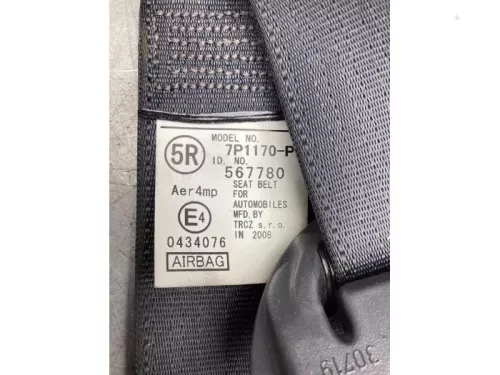 MODEL NO.
5R 7P1170-P
ID. NO.
567780
Aer4mp SEAT BELT
FOR
E4 AUTOMOBILES
MFD. BY
TRCZ s.r.o.
0434076 IN 2008
AIRBAG
30719